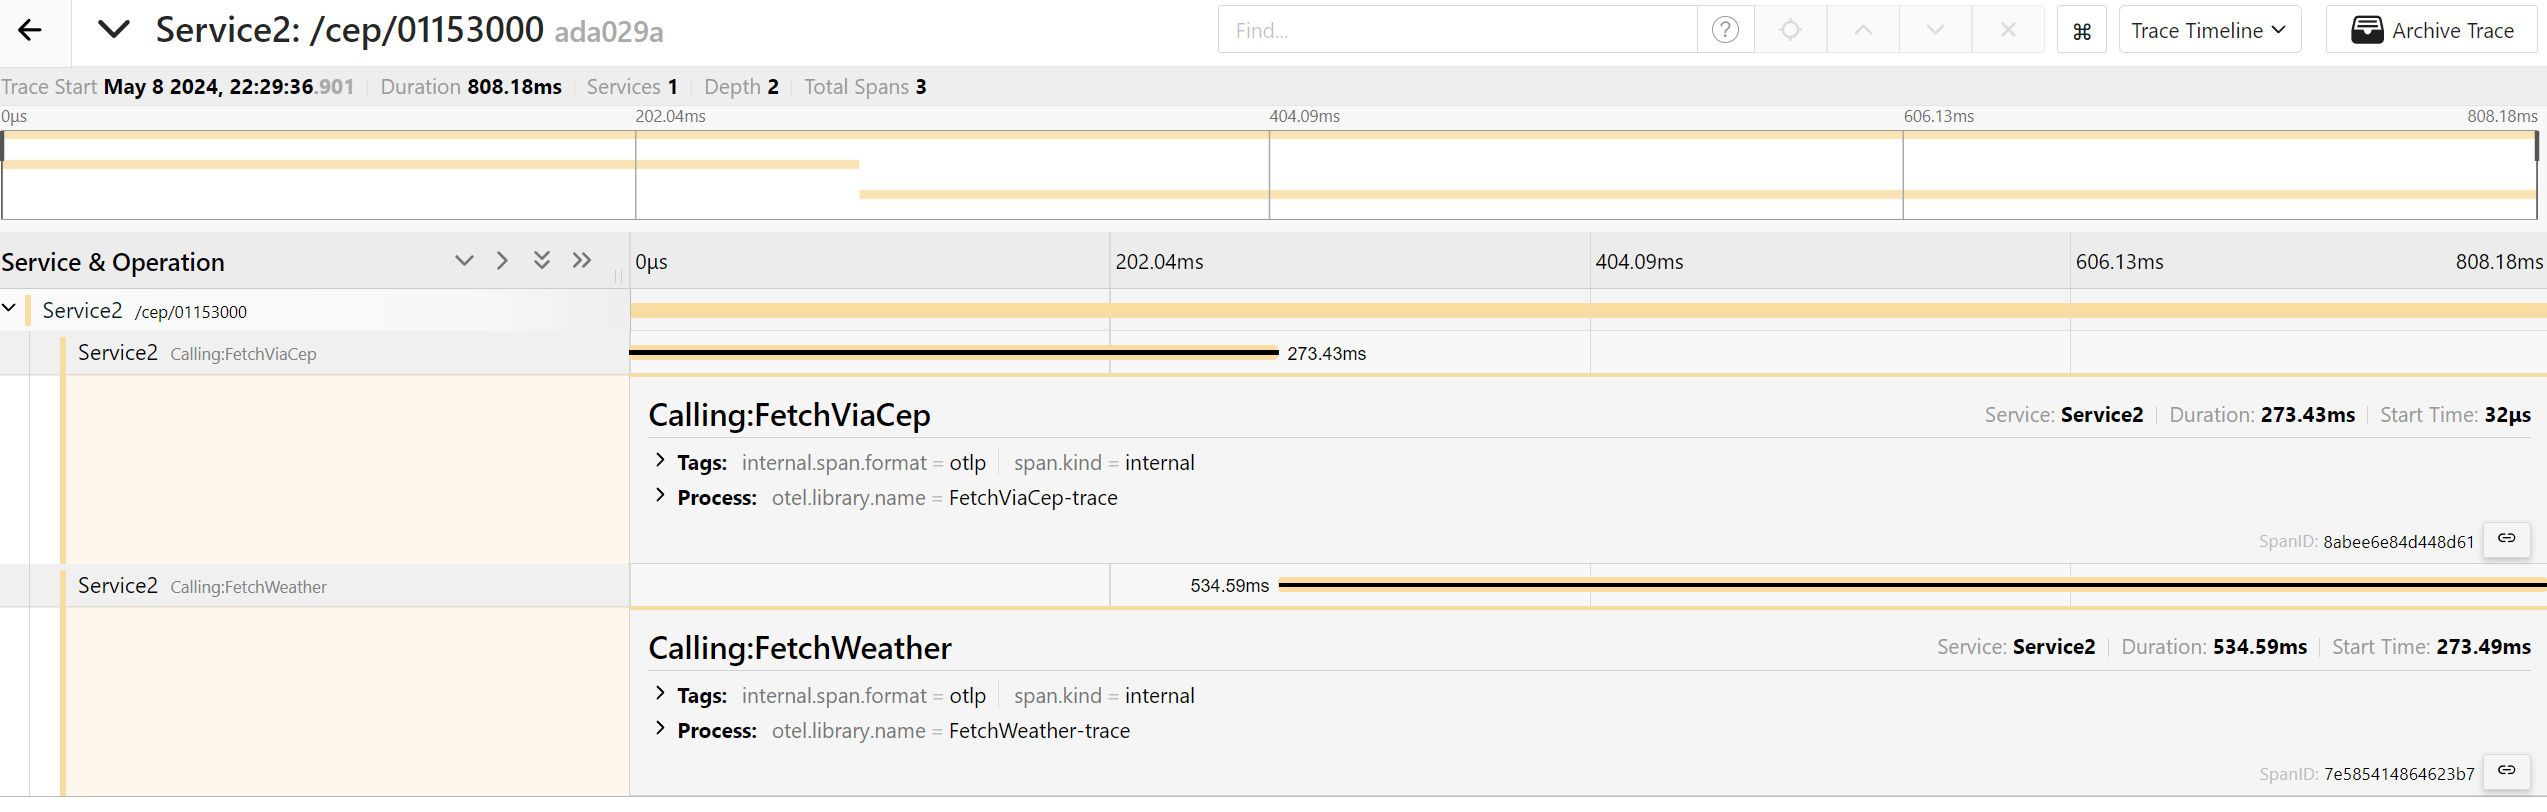 Service2: /cep/01153000 ada029a Find... ? ⌘ Trace Timeline Archive Trace
Trace Start May 8 2024, 22:29:36.901 Duration 808.18ms Services 1 Depth 2 Total Spans 3
0μs 202.04ms 404.09ms 606.13ms 808.18ms
Service & Operation 0μs 202.04ms 404.09ms 606.13ms 808.18ms
Service2 /cep/01153000
Service2 Calling:FetchViaCep 273.43ms
Calling:FetchViaCep Service: Service2 Duration: 273.43ms Start Time: 32μs
Tags: internal.span.format = otlp span.kind = internal
Process: otel.library.name = FetchViaCep-trace
SpanID: 8abee6e84d448d61
Service2 Calling:FetchWeather 534.59ms
Calling:FetchWeather Service: Service2 Duration: 534.59ms Start Time: 273.49ms
Tags: internal.span.format = otlp span.kind = internal
Process: otel.library.name = FetchWeather-trace
SpanID: 7e585414864623b7